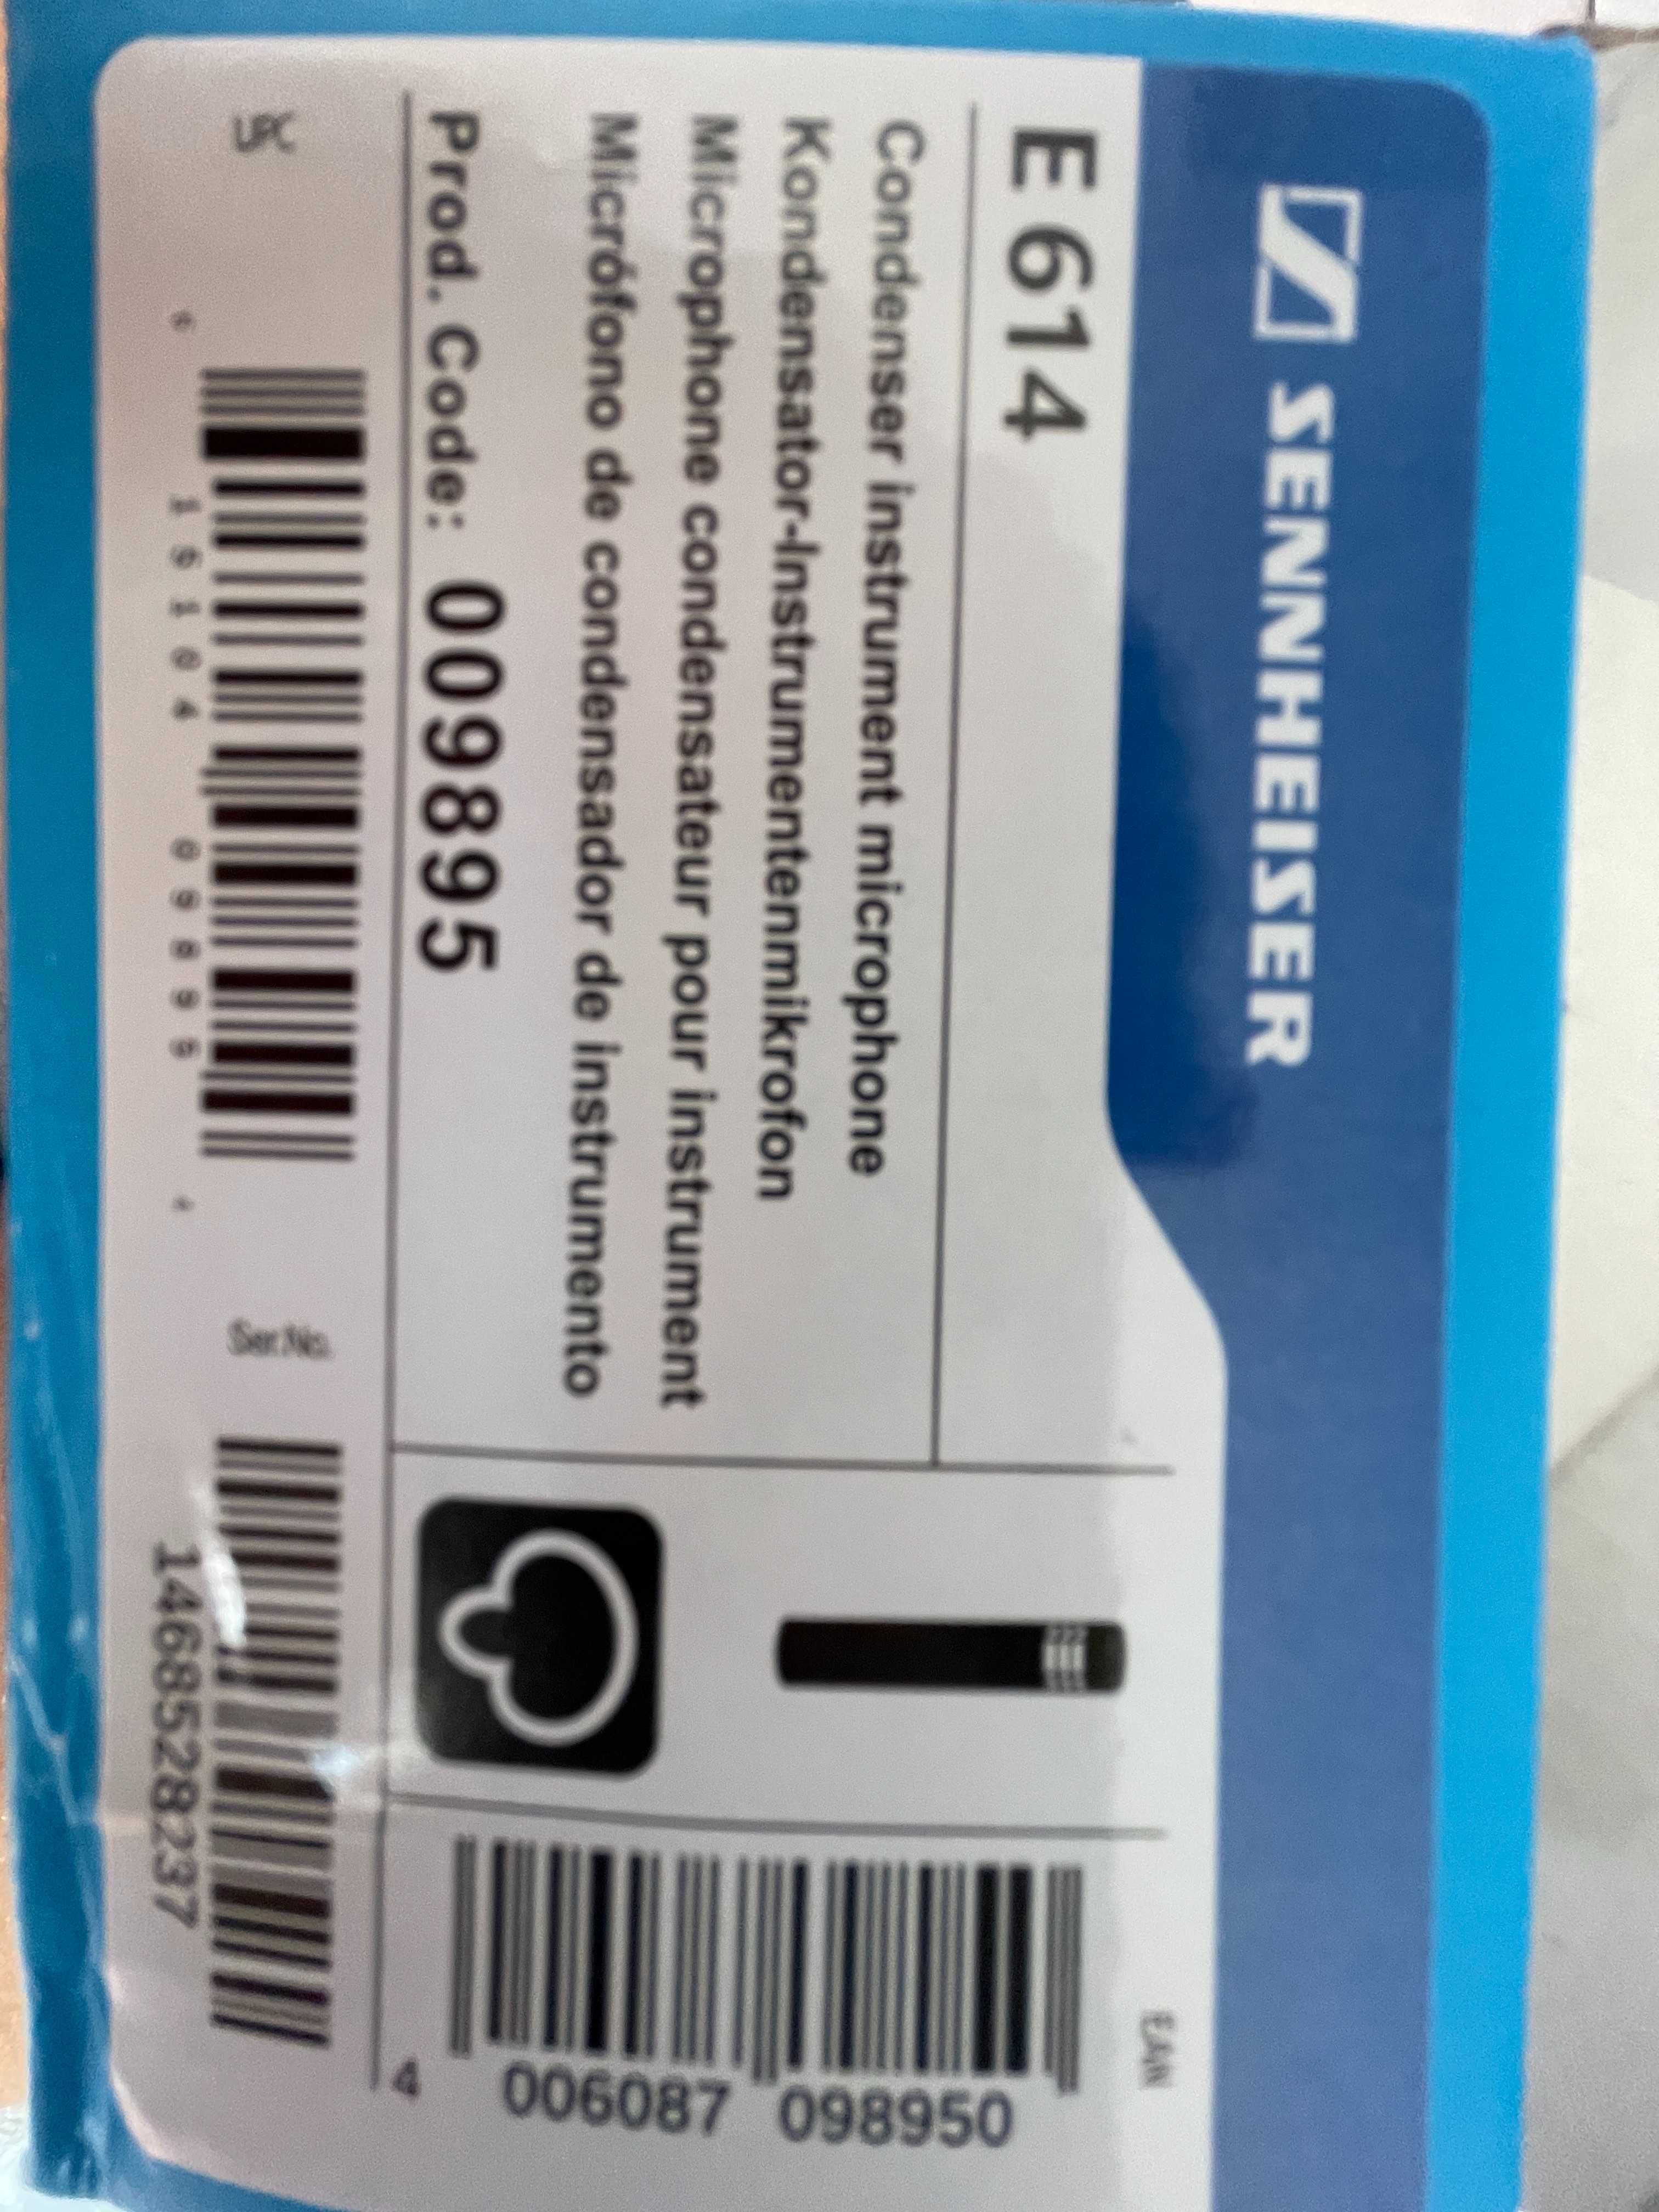 SENNHEISER
E 614
Condenser instrument microphone
Kondensator-Instrumentenmikrofon
Microphone condensateur pour instrument
Micrófono de condensador de instrumento
Prod. Code: 009895
EAN
4 006087 098950
UPC
6 15104 09895
Ser.No.
1468528237